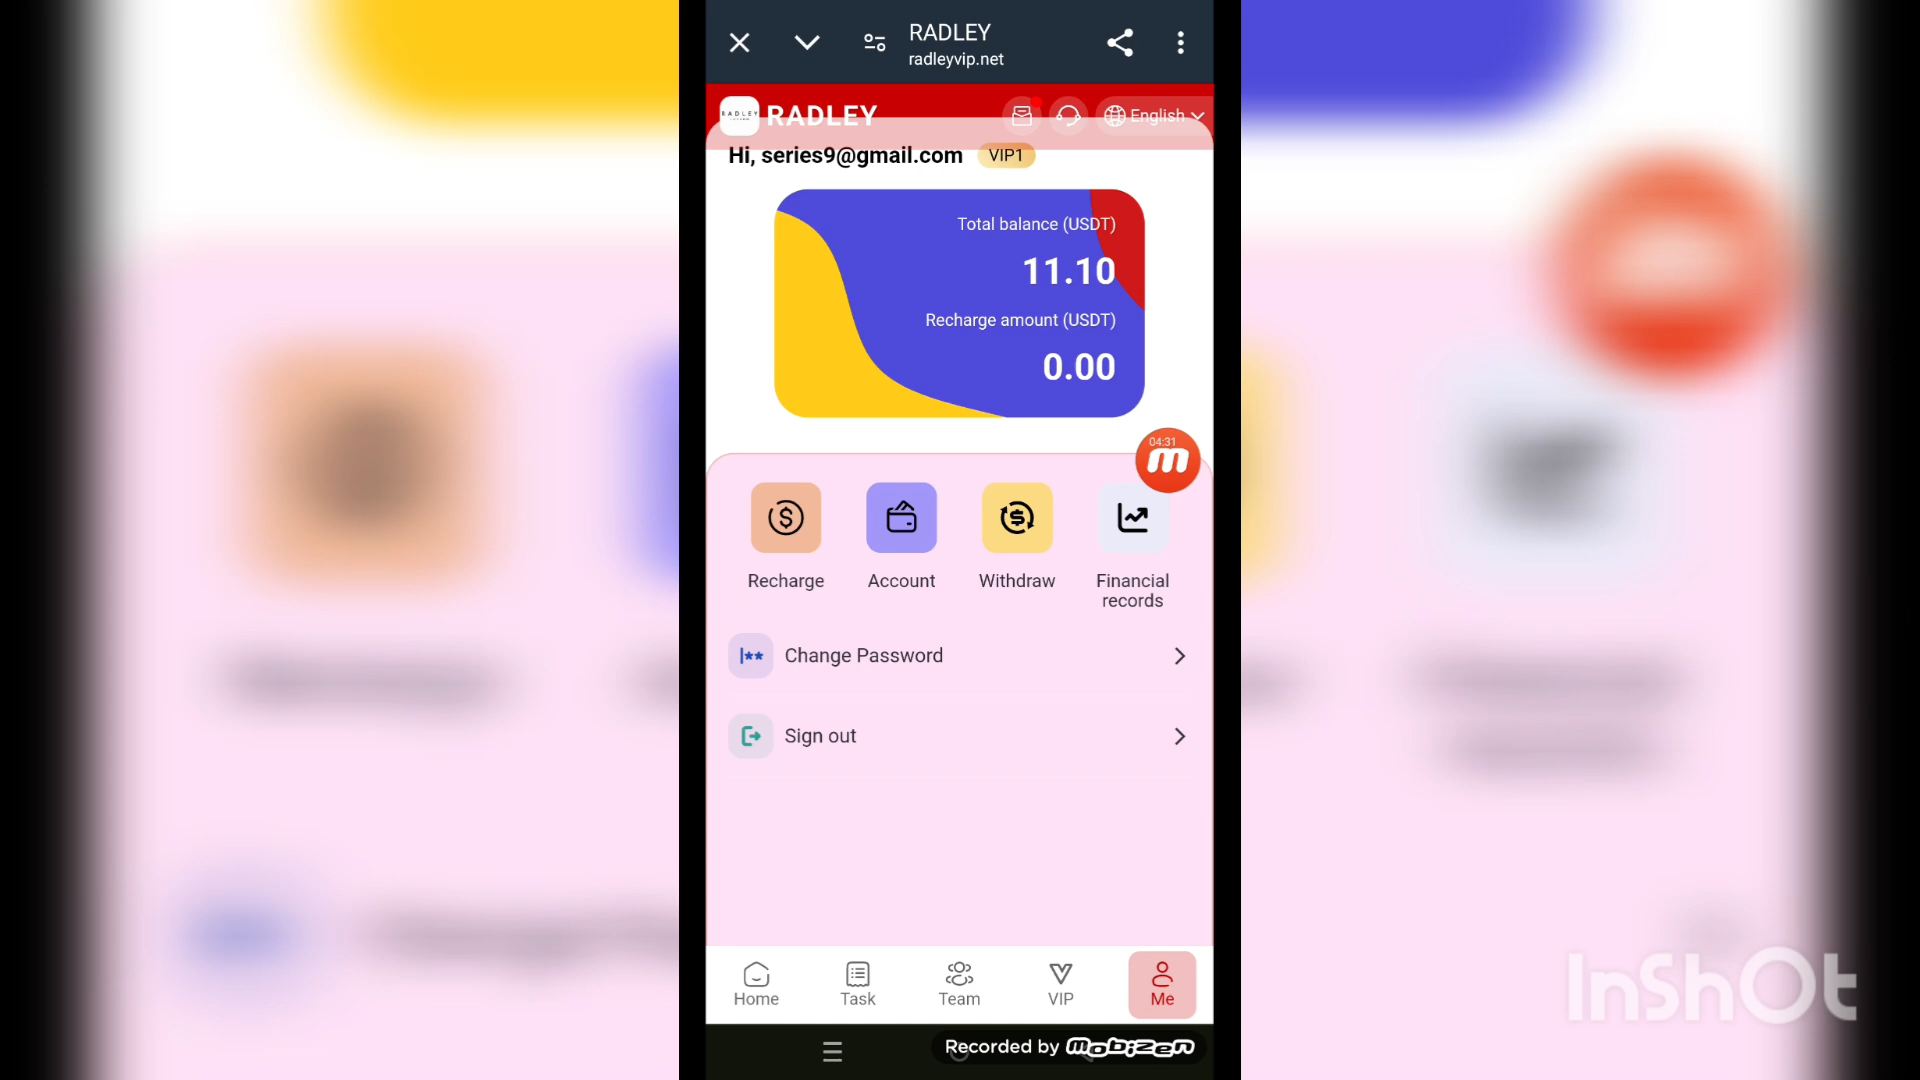 RADLEY
radleyvip.net
RADLEY
RADLEY
English
Hi, series9@gmail.com VIP1
Total balance (USDT)
11.10
Recharge amount (USDT)
0.00
04:31
m
Recharge
Account
Withdraw
Financial
records
Change Password
Sign out
Home
Task
Team
VIP
Me
Recorded by mobizen
InShOt